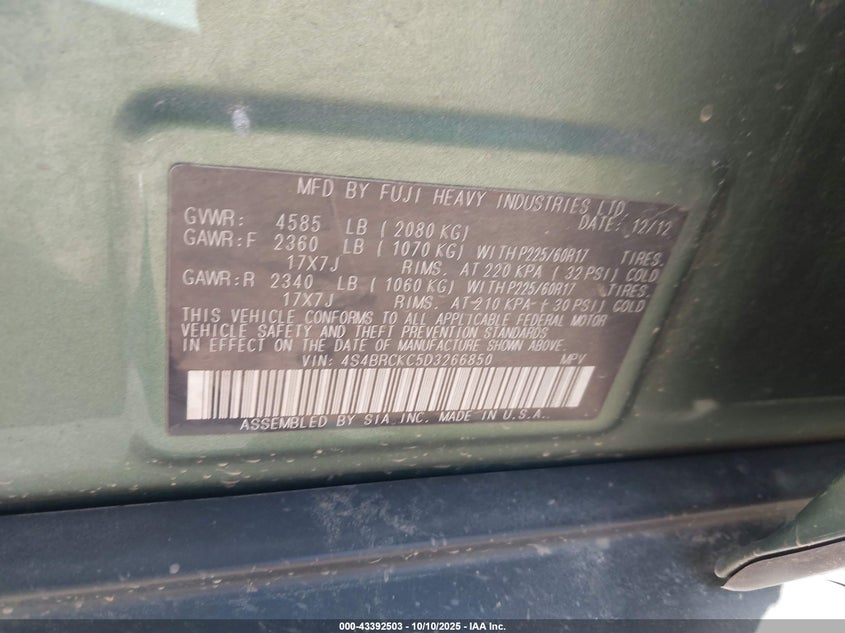 MFD BY FUJI HEAVY INDUSTRIES LTD.
GVWR: 4585 LB ( 2080 KG) DATE: 12/12
GAWR:F 2360 LB ( 1070 KG) WITH P225/60R17 TIRES.
17X7J RIMS. AT 220 KPA ( 32 PSI) COLD
GAWR:R 2340 LB ( 1060 KG) WITH P225/60R17 TIRES.
17X7J RIMS. AT 210 KPA ( 30 PSI) COLD
THIS VEHICLE CONFORMS TO ALL APPLICABLE FEDERAL MOTOR
VEHICLE SAFETY AND THEFT PREVENTION STANDARDS
IN EFFECT ON THE DATE OF MANUFACTURE SHOWN ABOVE.
VIN: 4S4BRCKC5D3266850 MPV
ASSEMBLED BY SIA INC. MADE IN U.S.A.
000-43392503 - 10/10/2025 - IAA Inc.